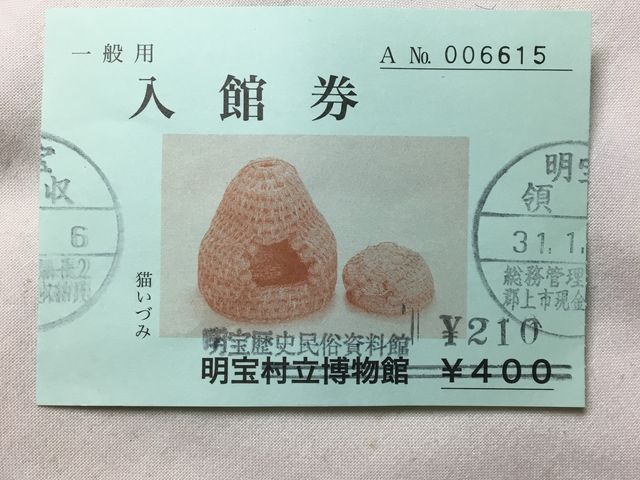 一般用
A No. 006615
入館券
猫いづみ
明宝
領
31.1.
総務管理
郡上市現金
収
6
明宝歴史民俗資料館
¥210
明宝村立博物館
¥400